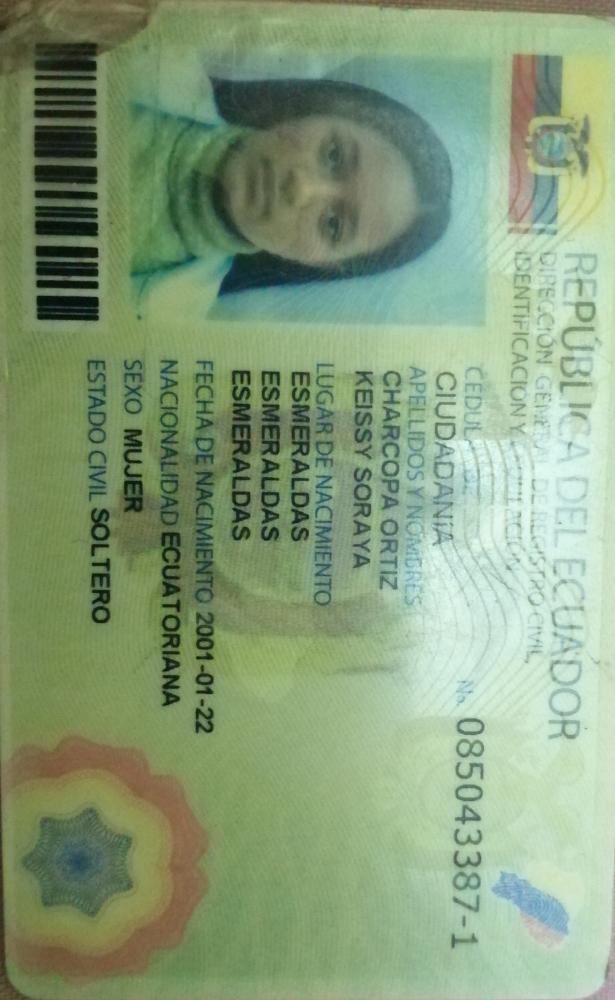 REPÚBLICA DEL ECUADOR
DIRECCIÓN GENERAL DE REGISTRO CIVIL,
IDENTIFICACIÓN Y CEDULACIÓN
CÉDULA DE
CIUDADANÍA
No. 085043387-1
APELLIDOS Y NOMBRES
CHARCOPA ORTIZ
KEISSY SORAYA
LUGAR DE NACIMIENTO
ESMERALDAS
ESMERALDAS
ESMERALDAS
FECHA DE NACIMIENTO 2001-01-22
NACIONALIDAD ECUATORIANA
SEXO MUJER
ESTADO CIVIL SOLTERO